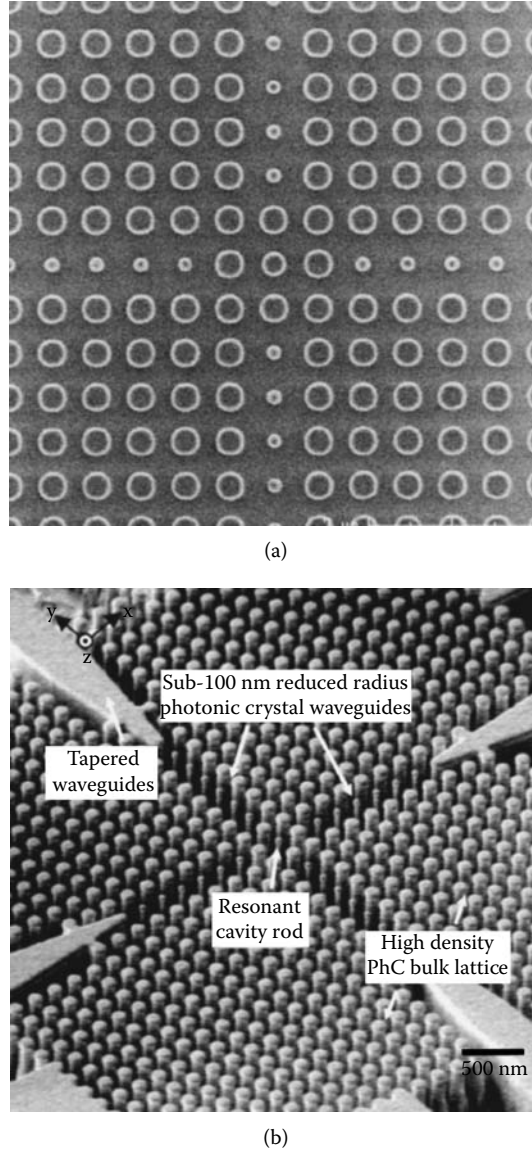 (a)
y
x
z
Sub-100 nm reduced radius
photonic crystal waveguides
Tapered
waveguides
Resonant
cavity rod
High density
PhC bulk lattice
500 nm
(b)